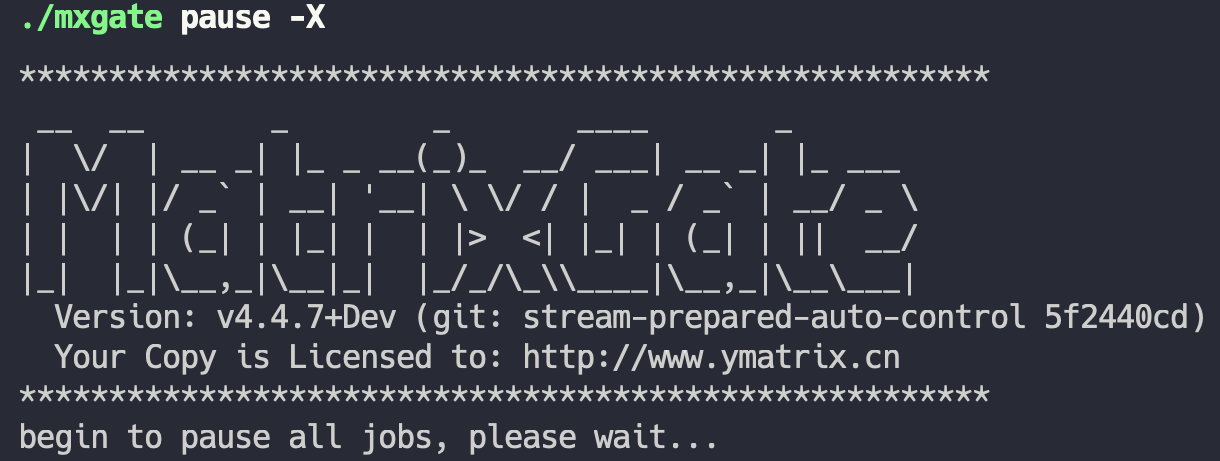 ./mxgate pause -X
******************************************************
 __  __       _        _       ____       _
|  \/  | __ _| |_ _ __(_)_  __/ ___| __ _| |_ ___
| |\/| |/ _` | __| '__| \ \/ / |   _ / _` | __/ _ \
| |  | | (_| | |_| |  | |>  <| |_| | (_| | ||  __/
|_|  |_|\__,_|\__|_|  |_/_/\_\\____|\__,_|\__\___|
  Version: v4.4.7+Dev (git: stream-prepared-auto-control 5f2440cd)
  Your Copy is Licensed to: http://www.ymatrix.cn
******************************************************
begin to pause all jobs, please wait...